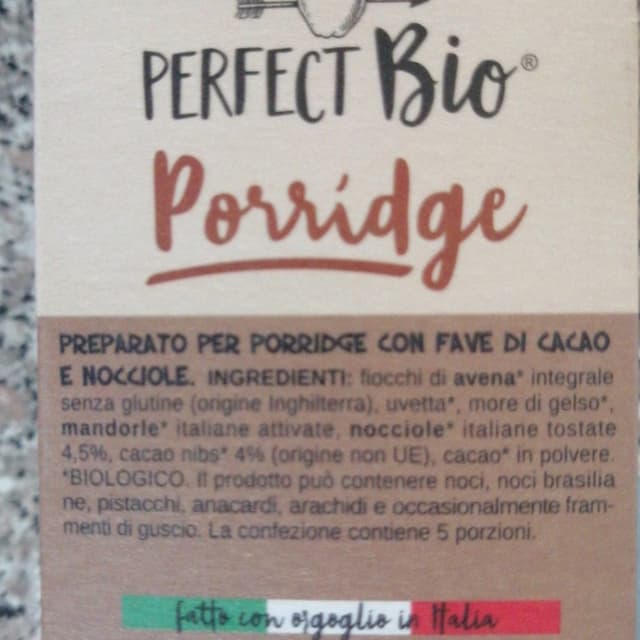 PERFECT Bio®
Porridge
PREPARATO PER PORRIDGE CON FAVE DI CACAO
E NOCCIOLE. INGREDIENTI: fiocchi di avena* integrale
senza glutine (origine Inghilterra), uvetta*, more di gelso*,
mandorle* italiane attivate, nocciole* italiane tostate
4,5%, cacao nibs* 4% (origine non UE), cacao* in polvere.
*BIOLOGICO. Il prodotto può contenere noci, noci brasilia
ne, pistacchi, anacardi, arachidi e occasionalmente fram-
menti di guscio. La confezione contiene 5 porzioni.
fatto con orgoglio in Italia